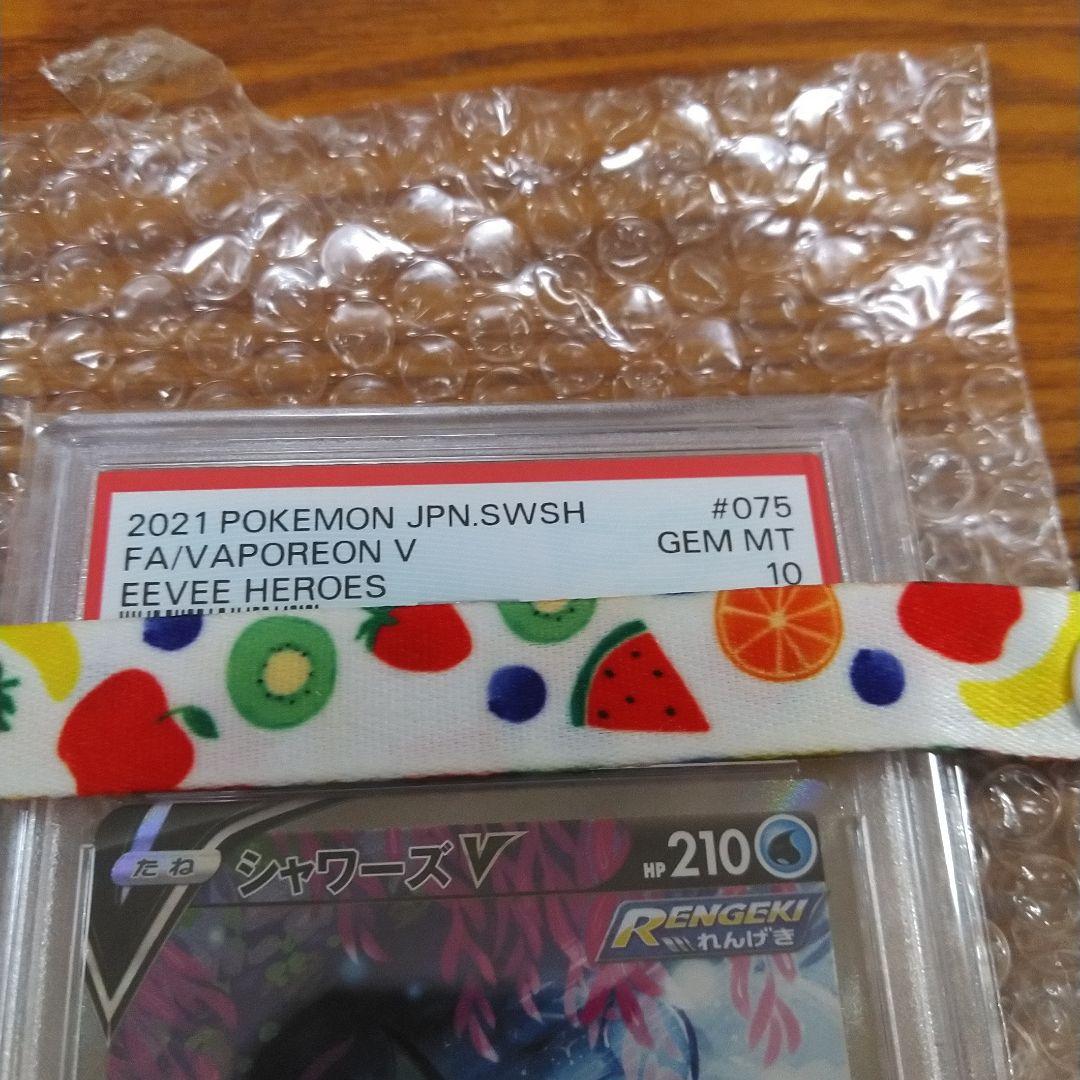 2021 POKEMON JPN.SWSH #075
FA/VAPOREON V GEM MT
EEVEE HEROES 10
たね シャワーズV HP 210
RENGEKI
れんげき